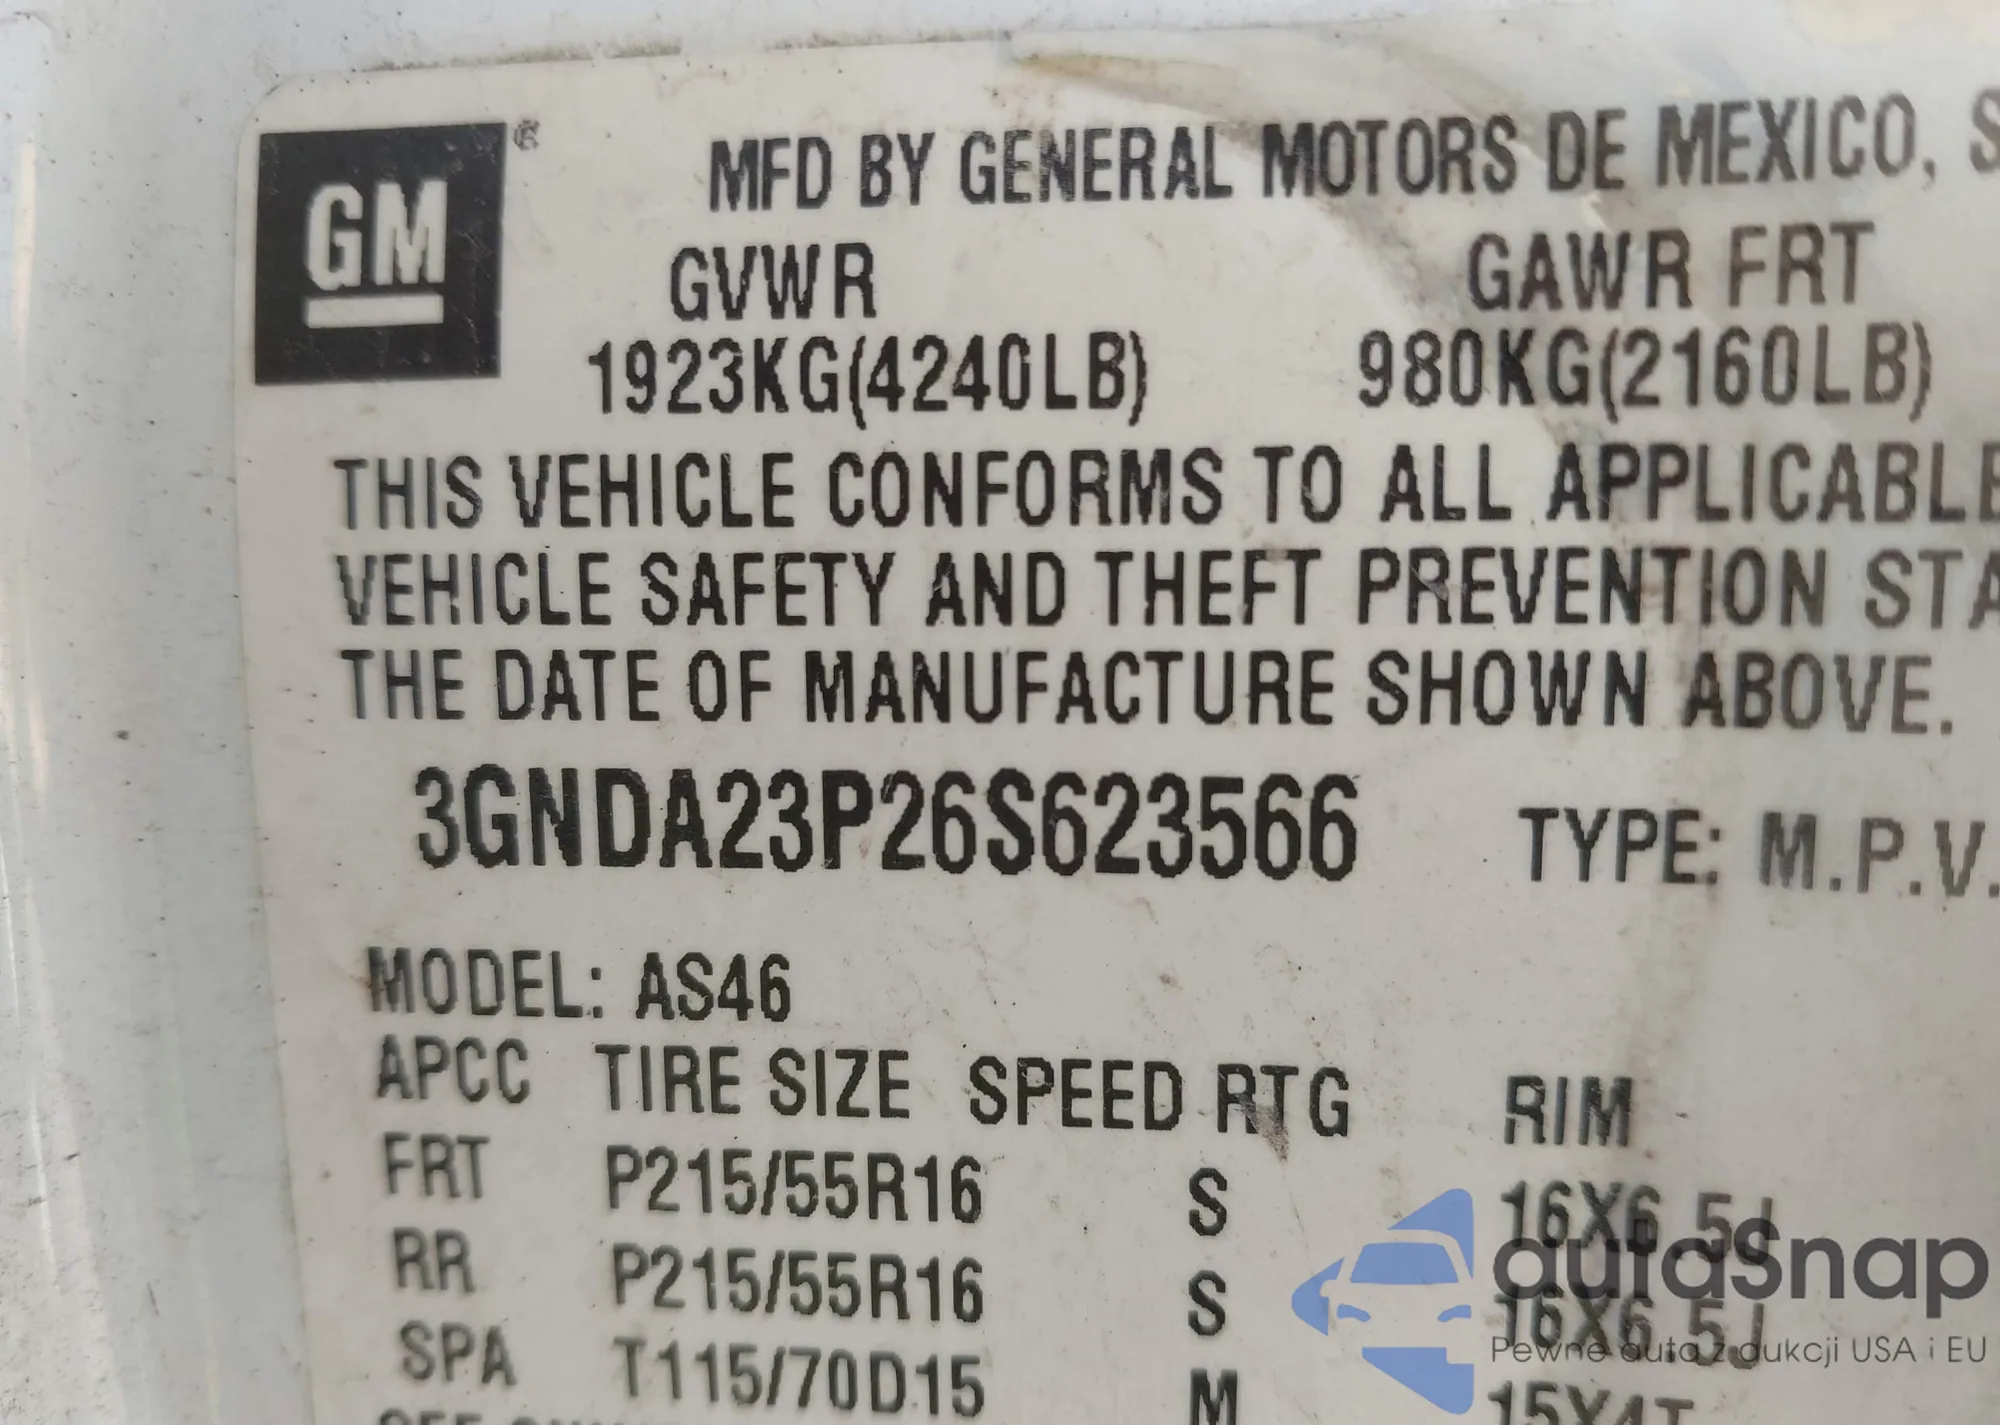 GM ®
MFD BY GENERAL MOTORS DE MEXICO, S
GVWR GAWR FRT
1923KG(4240LB) 980KG(2160LB)
THIS VEHICLE CONFORMS TO ALL APPLICABLE
VEHICLE SAFETY AND THEFT PREVENTION STA
THE DATE OF MANUFACTURE SHOWN ABOVE.
3GNDA23P26S623566 TYPE: M.P.V.
MODEL: AS46
APCC TIRE SIZE SPEED RTG RIM
FRT P215/55R16 S 16X6.5J
RR P215/55R16 S 16X6.5J
SPA T115/70D15 M 15X4T
autaSnap
Pewne auta z aukcji USA i EU